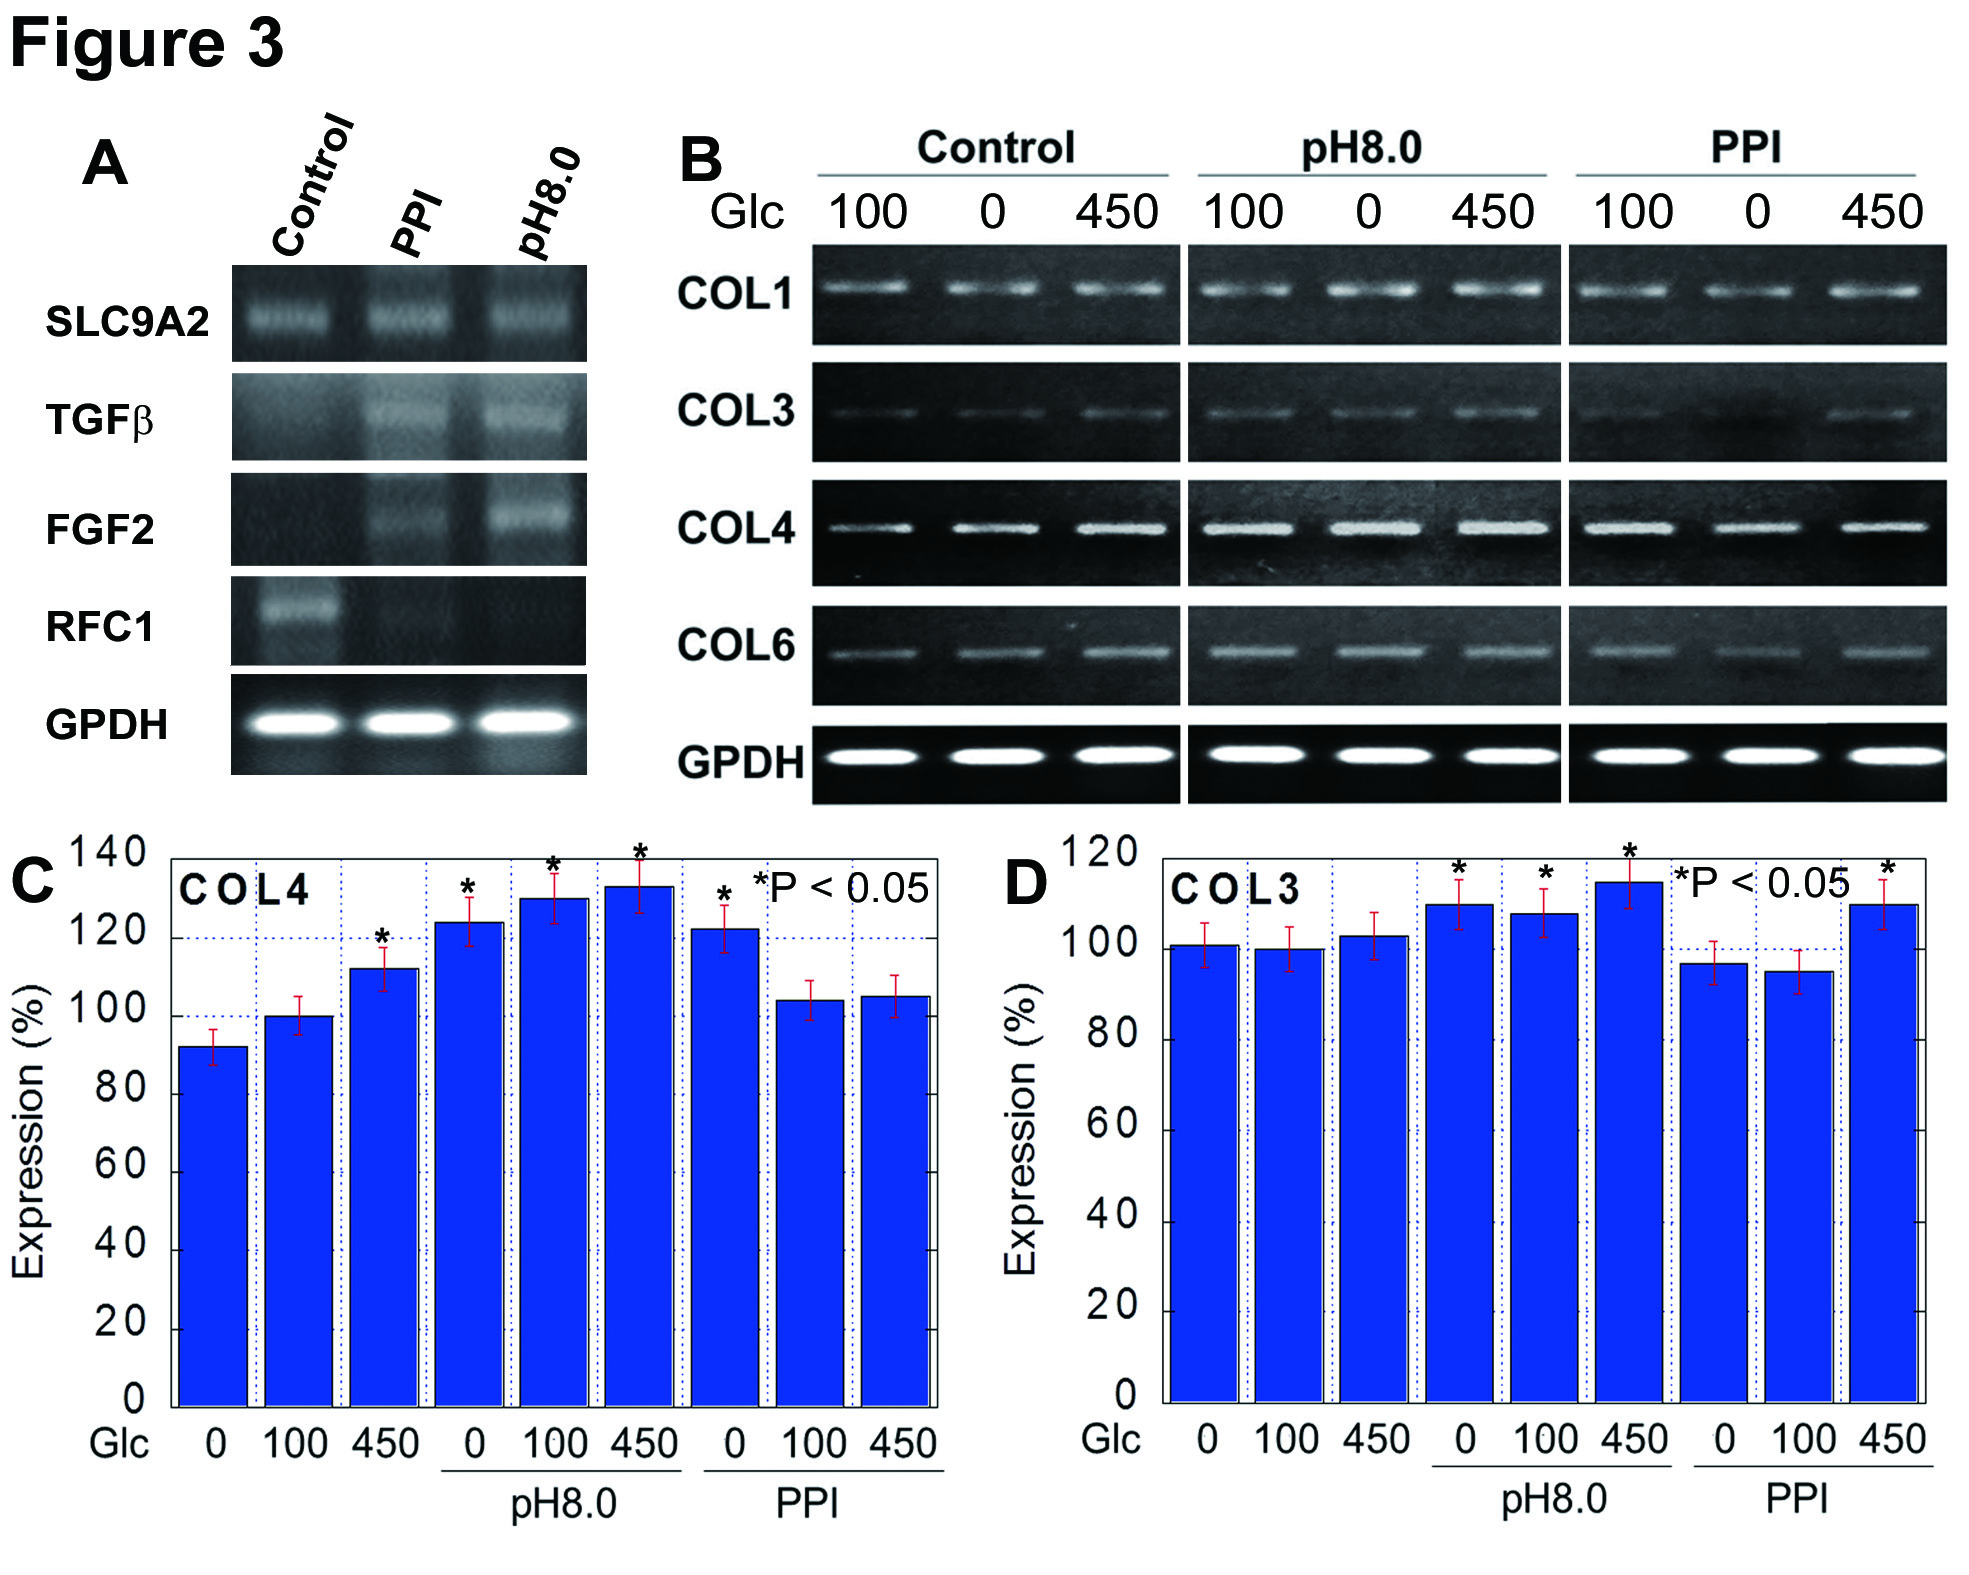 Figure 3
A
Control
PPI
pH8.0
SLC9A2
TGFβ
FGF2
RFC1
GPDH
B
Control pH8.0 PPI
Glc 100 0 450 100 0 450 100 0 450
COL1
COL3
COL4
COL6
GPDH
C
COL4
* * * * * *P < 0.05
140
120
100
80
60
40
20
0
Expression (%)
Glc 0 100 450 0 100 450 0 100 450
pH8.0 PPI
D
COL3
* * * *P < 0.05 *
120
100
80
60
40
20
0
Expression (%)
Glc 0 100 450 0 100 450 0 100 450
pH8.0 PPI